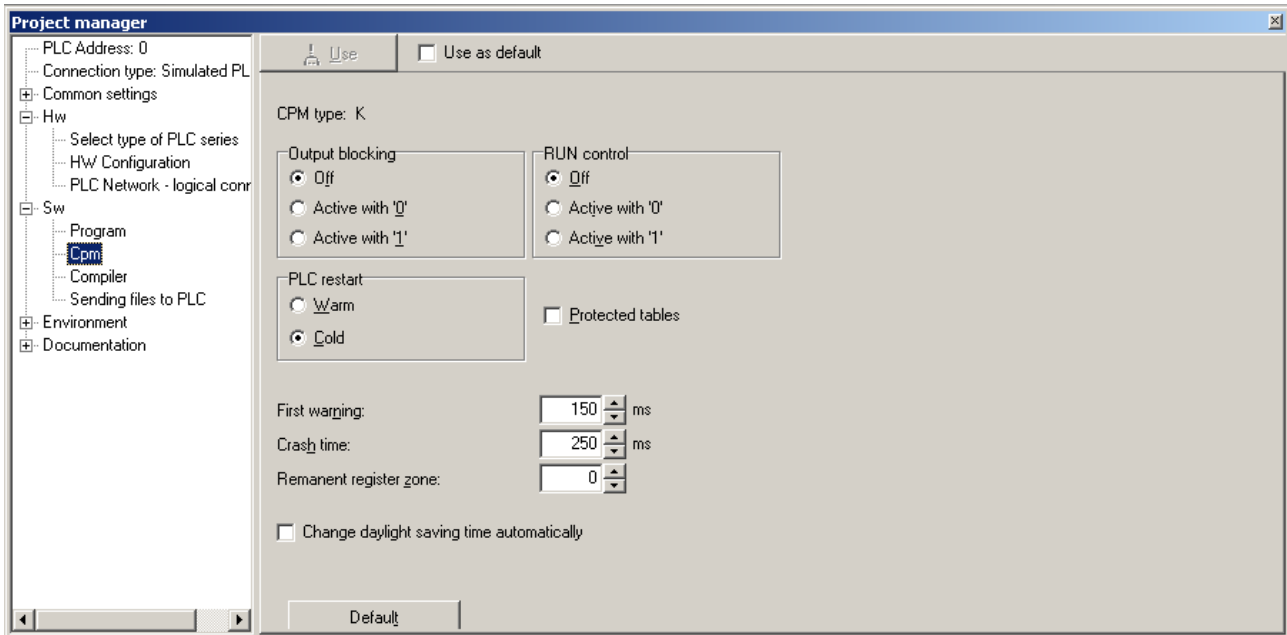 Project manager
PLC Address: 0
Connection type: Simulated PL
Common settings
Hw
Select type of PLC series
HW Configuration
PLC Network - logical conr
Sw
Program
Cpm
Compiler
Sending files to PLC
Environment
Documentation
Use
Use as default
CPM type: K
Output blocking
Off
Active with '0'
Active with '1'
RUN control
Off
Active with '0'
Active with '1'
PLC restart
Warm
Cold
Protected tables
First warning: 150 ms
Crash time: 250 ms
Remanent register zone: 0
Change daylight saving time automatically
Default